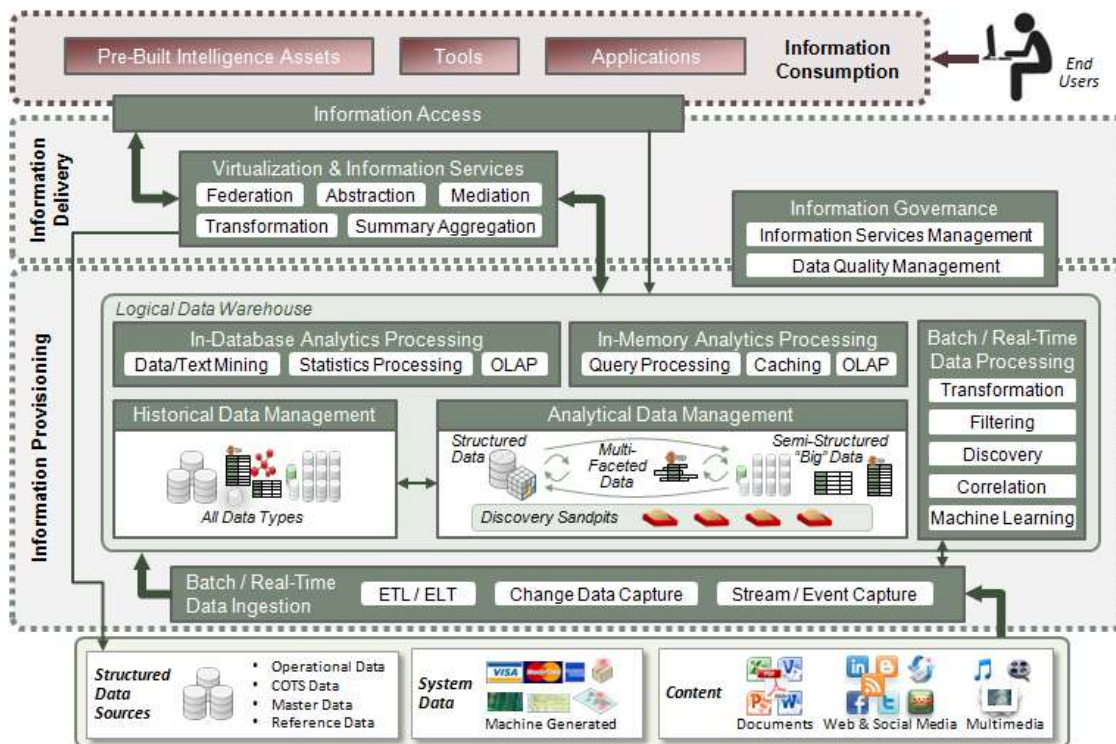 Pre-Built Intelligence Assets
Tools
Applications
Information
Consumption
End
Users
Information Access
Information
Delivery
Virtualization & Information Services
Federation
Abstraction
Mediation
Transformation
Summary Aggregation
Information Governance
Information Services Management
Data Quality Management
Information Provisioning
Logical Data Warehouse
In-Database Analytics Processing
Data/Text Mining
Statistics Processing
OLAP
In-Memory Analytics Processing
Query Processing
Caching
OLAP
Batch / Real-Time
Data Processing
Transformation
Filtering
Discovery
Correlation
Machine Learning
Historical Data Management
All Data Types
Analytical Data Management
Structured
Data
Multi-
Faceted
Data
Semi-Structured
"Big" Data
Discovery Sandpits
Batch / Real-Time
Data Ingestion
ETL / ELT
Change Data Capture
Stream / Event Capture
Structured
Data
Sources
• Operational Data
• COTS Data
• Master Data
• Reference Data
System
Data
VISA
MasterCard
Machine Generated
Content
PDF
Documents
Web & Social Media
Multimedia